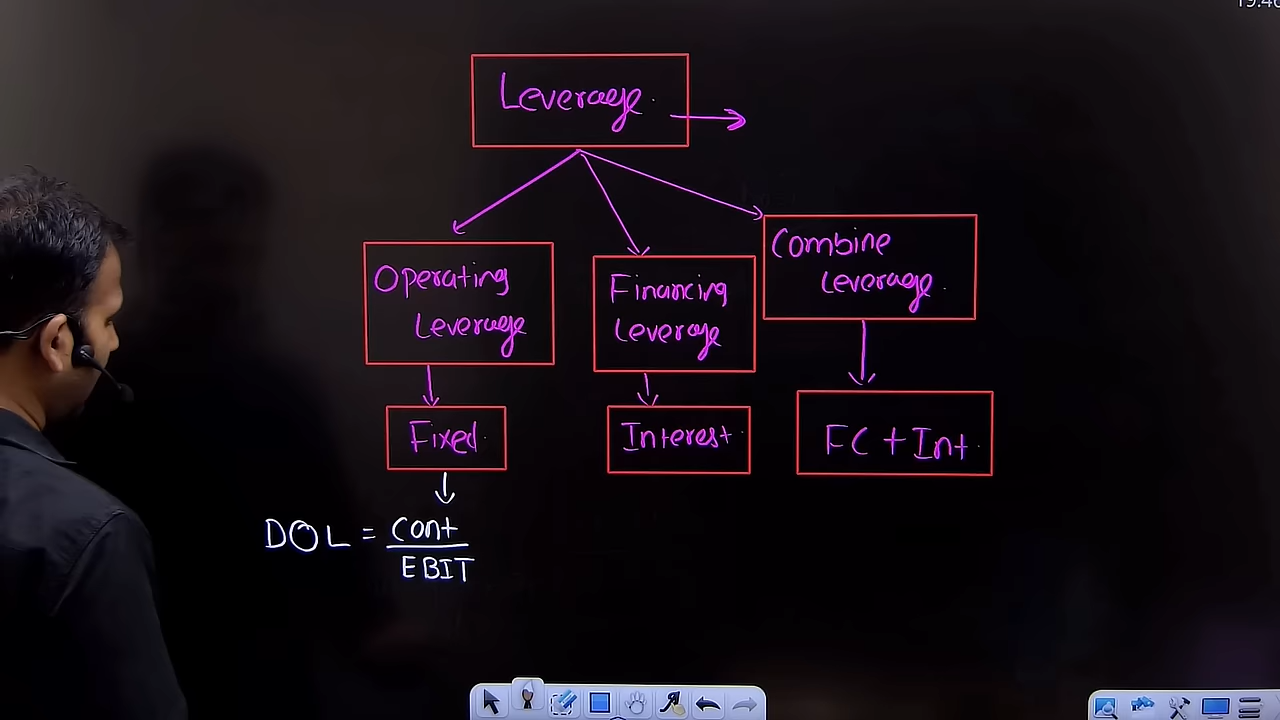 Leverage
Operating
Leverage
Financing
Leverage
Combine
Leverage
Fixed
Interest
FC + Int
DOL = Cont
EBIT